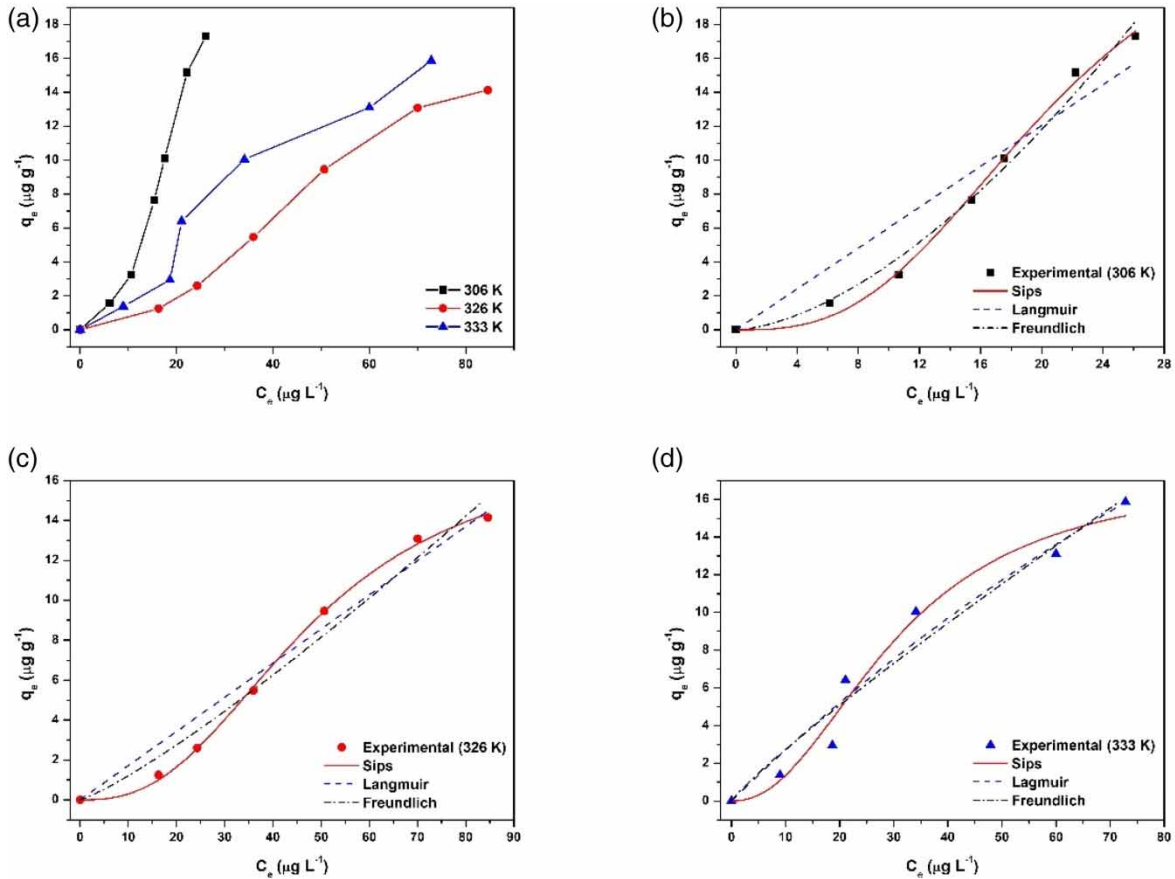 (a)
18
16
14
12
10
8
6
4
2
0
qₑ (µg g⁻¹)
306 K
326 K
333 K
0 20 40 60 80
Cₑ (µg L⁻¹)
(b)
18
16
14
12
10
8
6
4
2
0
qₑ (µg g⁻¹)
Experimental (306 K)
Sips
Langmuir
Freundlich
0 4 8 12 16 20 24 28
Cₑ (µg L⁻¹)
(c)
16
14
12
10
8
6
4
2
0
qₑ (µg g⁻¹)
Experimental (326 K)
Sips
Langmuir
Freundlich
0 10 20 30 40 50 60 70 80 90
Cₑ (µg L⁻¹)
(d)
16
14
12
10
8
6
4
2
0
qₑ (µg g⁻¹)
Experimental (333 K)
Sips
Lagmuir
Freundlich
0 10 20 30 40 50 60 70 80
Cₑ (µg L⁻¹)